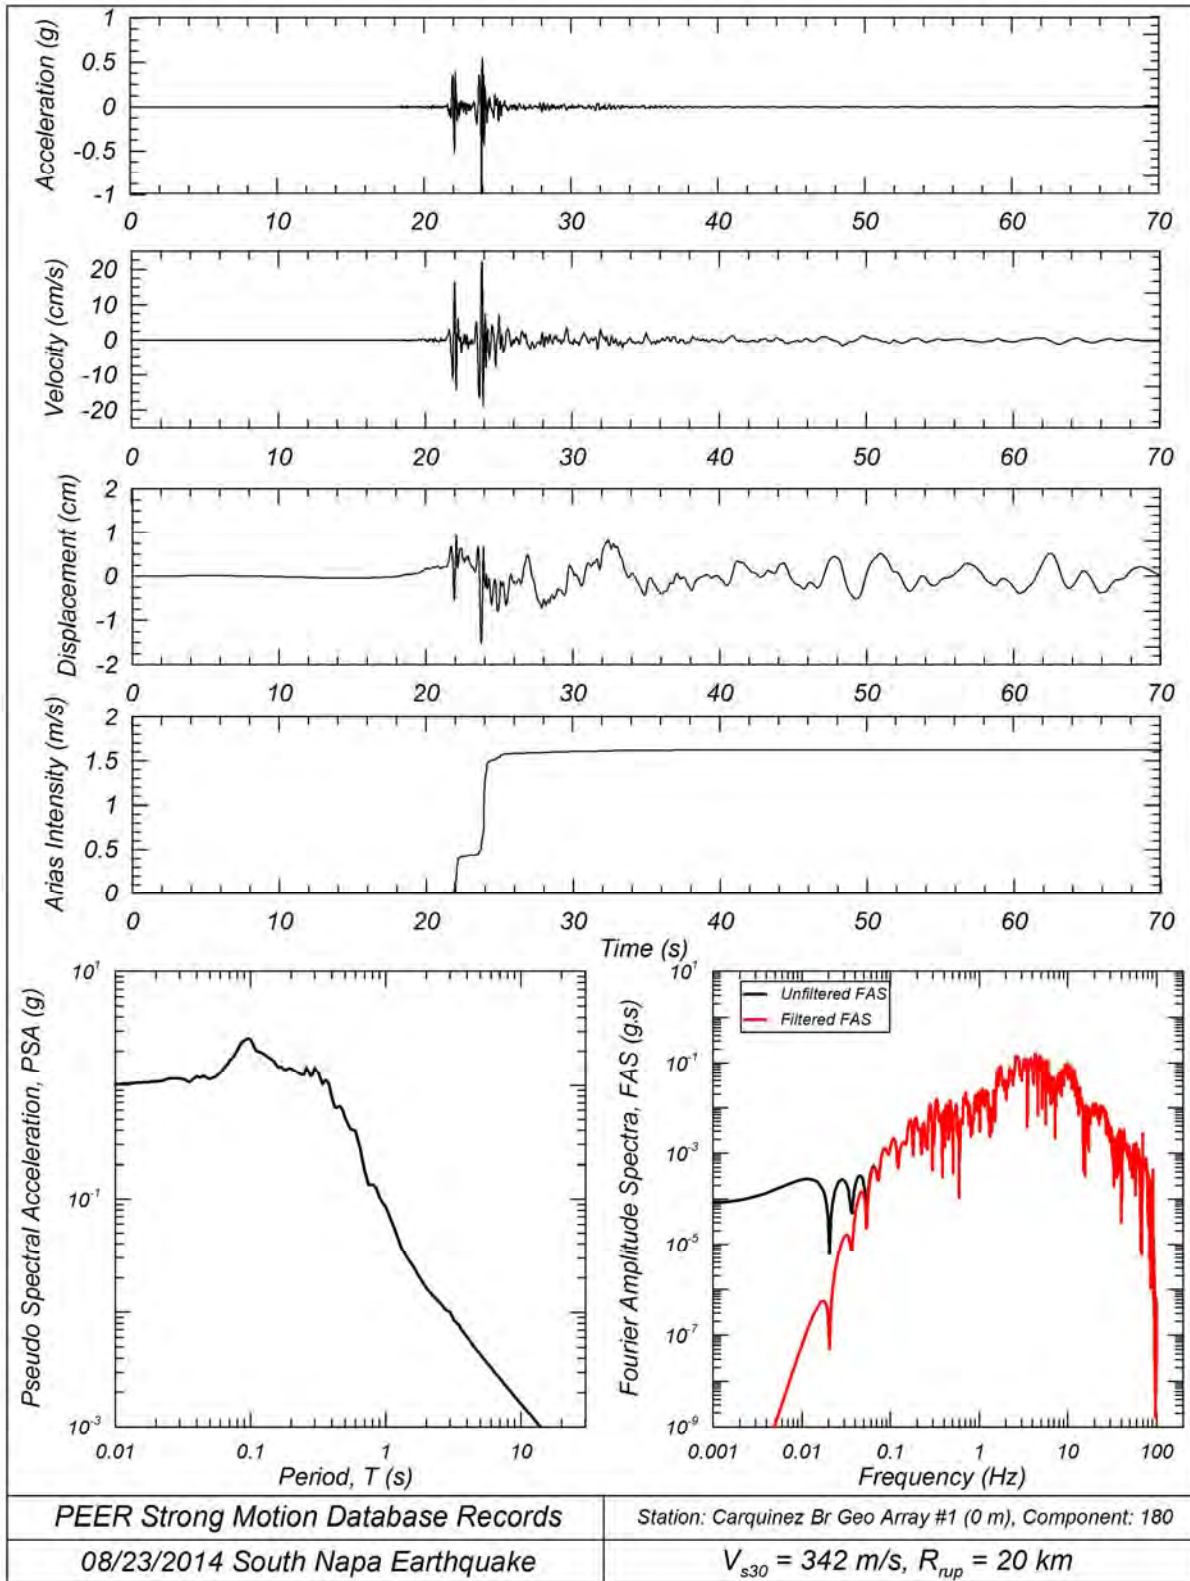 Acceleration (g)
1
0.5
0
-0.5
-1
0 10 20 30 40 50 60 70
Velocity (cm/s)
20
10
0
-10
-20
0 10 20 30 40 50 60 70
Displacement (cm)
2
1
0
-1
-2
0 10 20 30 40 50 60 70
Arias Intensity (m/s)
2
1.5
1
0.5
0
0 10 20 30 40 50 60 70
Time (s)
Pseudo Spectral Acceleration, PSA (g)
10¹
10⁰
10⁻¹
10⁻³
0.01 0.1 1 10
Period, T (s)
Fourier Amplitude Spectra, FAS (g.s)
10¹
10⁻¹
10⁻³
10⁻⁵
10⁻⁷
10⁻⁹
Unfiltered FAS
Filtered FAS
0.001 0.01 0.1 1 10 100
Frequency (Hz)
PEER Strong Motion Database Records
Station: Carquinez Br Geo Array #1 (0 m), Component: 180
08/23/2014 South Napa Earthquake
Vs30 = 342 m/s, Rrup = 20 km